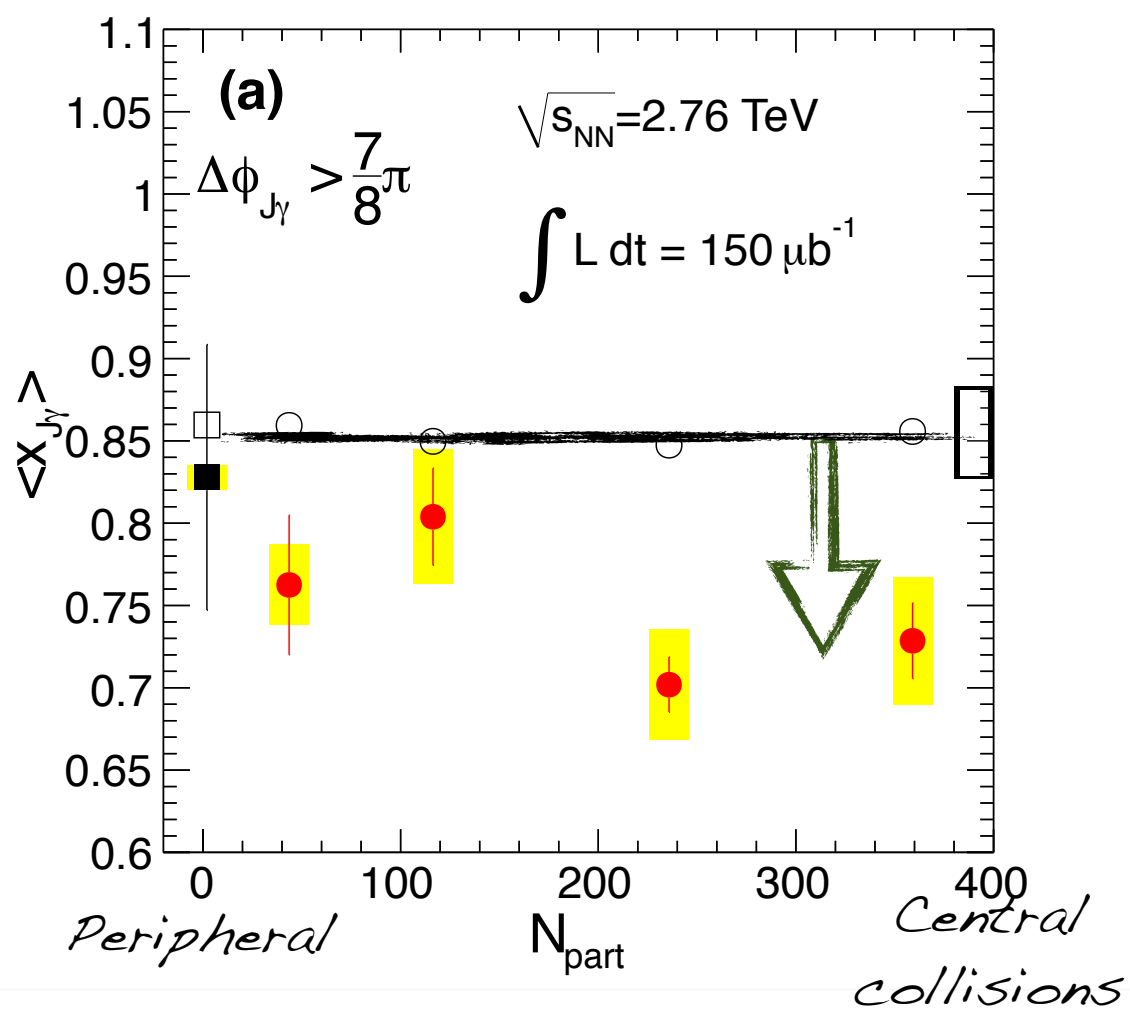 1.1
(a)
√s_NN=2.76 TeV
1.05
Δϕ_Jγ > 7/8 π
1
∫ L dt = 150 μb^-1
0.95
0.9
<x_Jγ>
0.85
0.8
0.75
0.7
0.65
0.6
0 100 200 300 400
Peripheral
N_part
Central
collisions